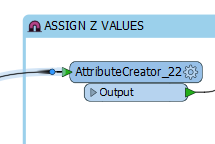 ASSIGN Z VALUES
AttributeCreator_22
Output